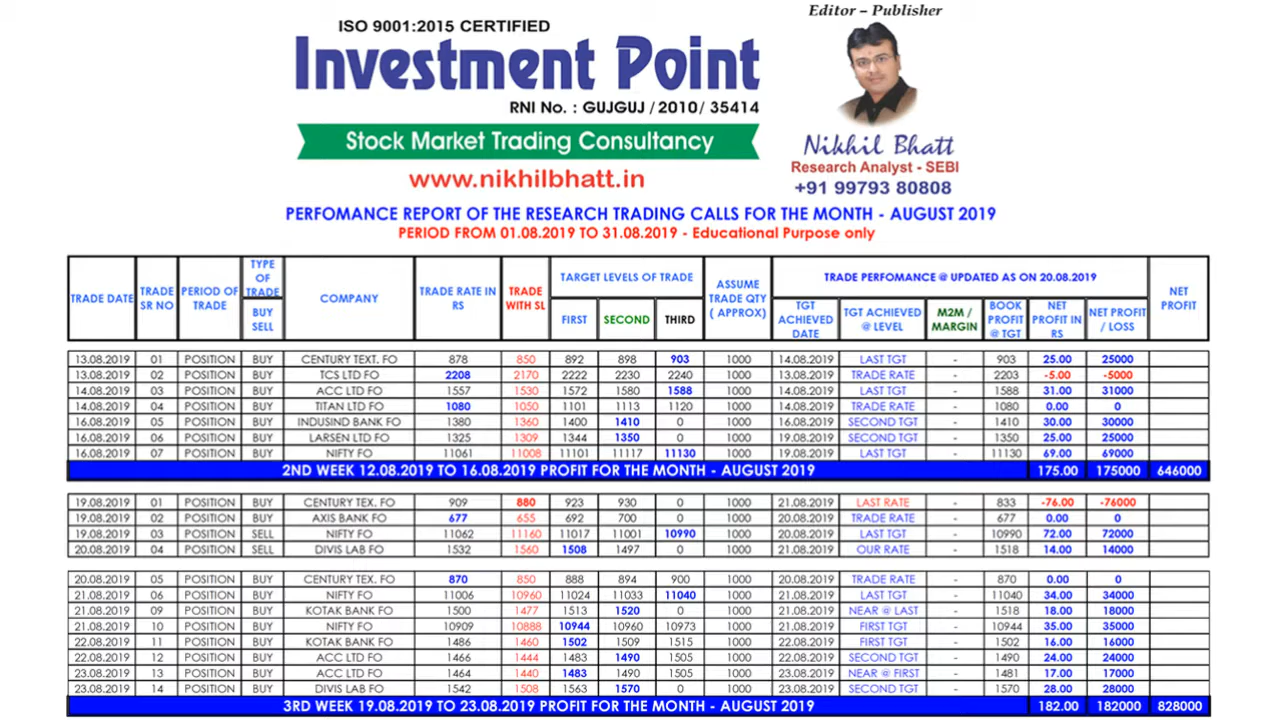 Editor – Publisher
ISO 9001:2015 CERTIFIED
Investment Point
RNI No. : GUJGUJ / 2010 / 35414
Stock Market Trading Consultancy
www.nikhilbhatt.in
Nikhil Bhatt
Research Analyst - SEBI
+91 99793 80808
PERFOMANCE REPORT OF THE RESEARCH TRADING CALLS FOR THE MONTH - AUGUST 2019
PERIOD FROM 01.08.2019 TO 31.08.2019 - Educational Purpose only
TRADE DATE TRADE SR NO PERIOD OF TRADE TYPE OF TRADE BUY SELL COMPANY TRADE RATE IN RS TRADE WITH SL TARGET LEVELS OF TRADE FIRST SECOND THIRD ASSUME TRADE QTY ( APPROX) TRADE PERFOMANCE @ UPDATED AS ON 20.08.2019 TGT ACHIEVED DATE TGT ACHIEVED @ LEVEL M2M / MARGIN BOOK PROFIT @ TGT NET PROFIT IN RS NET PROFIT / LOSS NET PROFIT
13.08.2019 01 POSITION BUY CENTURY TEXT. FO 878 850 892 898 903 1000 14.08.2019 LAST TGT - 903 25.00 25000
13.08.2019 02 POSITION BUY TCS LTD FO 2208 2170 2222 2230 2240 1000 13.08.2019 TRADE RATE - 2203 -5.00 -5000
14.08.2019 03 POSITION BUY ACC LTD FO 1557 1530 1572 1580 1588 1000 14.08.2019 LAST TGT - 1588 31.00 31000
14.08.2019 04 POSITION BUY TITAN LTD FO 1080 1050 1101 1113 1120 1000 14.08.2019 TRADE RATE - 1080 0.00 0
16.08.2019 05 POSITION BUY INDUSIND BANK FO 1380 1360 1400 1410 0 1000 16.08.2019 SECOND TGT - 1410 30.00 30000
16.08.2019 06 POSITION BUY LARSEN LTD FO 1325 1309 1344 1350 0 1000 19.08.2019 SECOND TGT - 1350 25.00 25000
16.08.2019 07 POSITION BUY NIFTY FO 11061 11008 11101 11117 11130 1000 19.08.2019 LAST TGT - 11130 69.00 69000
2ND WEEK 12.08.2019 TO 16.08.2019 PROFIT FOR THE MONTH - AUGUST 2019 175.00 175000 646000
19.08.2019 01 POSITION BUY CENTURY TEX. FO 909 880 923 930 0 1000 21.08.2019 LAST RATE - 833 -76.00 -76000
19.08.2019 02 POSITION BUY AXIS BANK FO 677 655 692 700 0 1000 20.08.2019 TRADE RATE - 677 0.00 0
19.08.2019 03 POSITION SELL NIFTY FO 11062 11160 11017 11001 10990 1000 20.08.2019 LAST TGT - 10990 72.00 72000
20.08.2019 04 POSITION SELL DIVIS LAB FO 1532 1560 1508 1497 0 1000 21.08.2019 OUR RATE - 1518 14.00 14000
20.08.2019 05 POSITION BUY CENTURY TEX. FO 870 850 888 894 900 1000 20.08.2019 TRADE RATE - 870 0.00 0
21.08.2019 06 POSITION BUY NIFTY FO 11006 10960 11024 11033 11040 1000 21.08.2019 LAST TGT - 11040 34.00 34000
21.08.2019 09 POSITION BUY KOTAK BANK FO 1500 1477 1513 1520 0 1000 21.08.2019 NEAR @ LAST - 1518 18.00 18000
21.08.2019 10 POSITION BUY NIFTY FO 10909 10888 10944 10960 10973 1000 21.08.2019 FIRST TGT - 10944 35.00 35000
22.08.2019 11 POSITION BUY KOTAK BANK FO 1486 1460 1502 1509 1515 1000 22.08.2019 FIRST TGT - 1502 16.00 16000
22.08.2019 12 POSITION BUY ACC LTD FO 1466 1444 1483 1490 1505 1000 22.08.2019 SECOND TGT - 1490 24.00 24000
23.08.2019 13 POSITION BUY ACC LTD FO 1464 1440 1483 1490 1505 1000 23.08.2019 NEAR @ FIRST - 1481 17.00 17000
23.08.2019 14 POSITION BUY DIVIS LAB FO 1542 1508 1563 1570 0 1000 23.08.2019 SECOND TGT - 1570 28.00 28000
3RD WEEK 19.08.2019 TO 23.08.2019 PROFIT FOR THE MONTH - AUGUST 2019 182.00 182000 828000